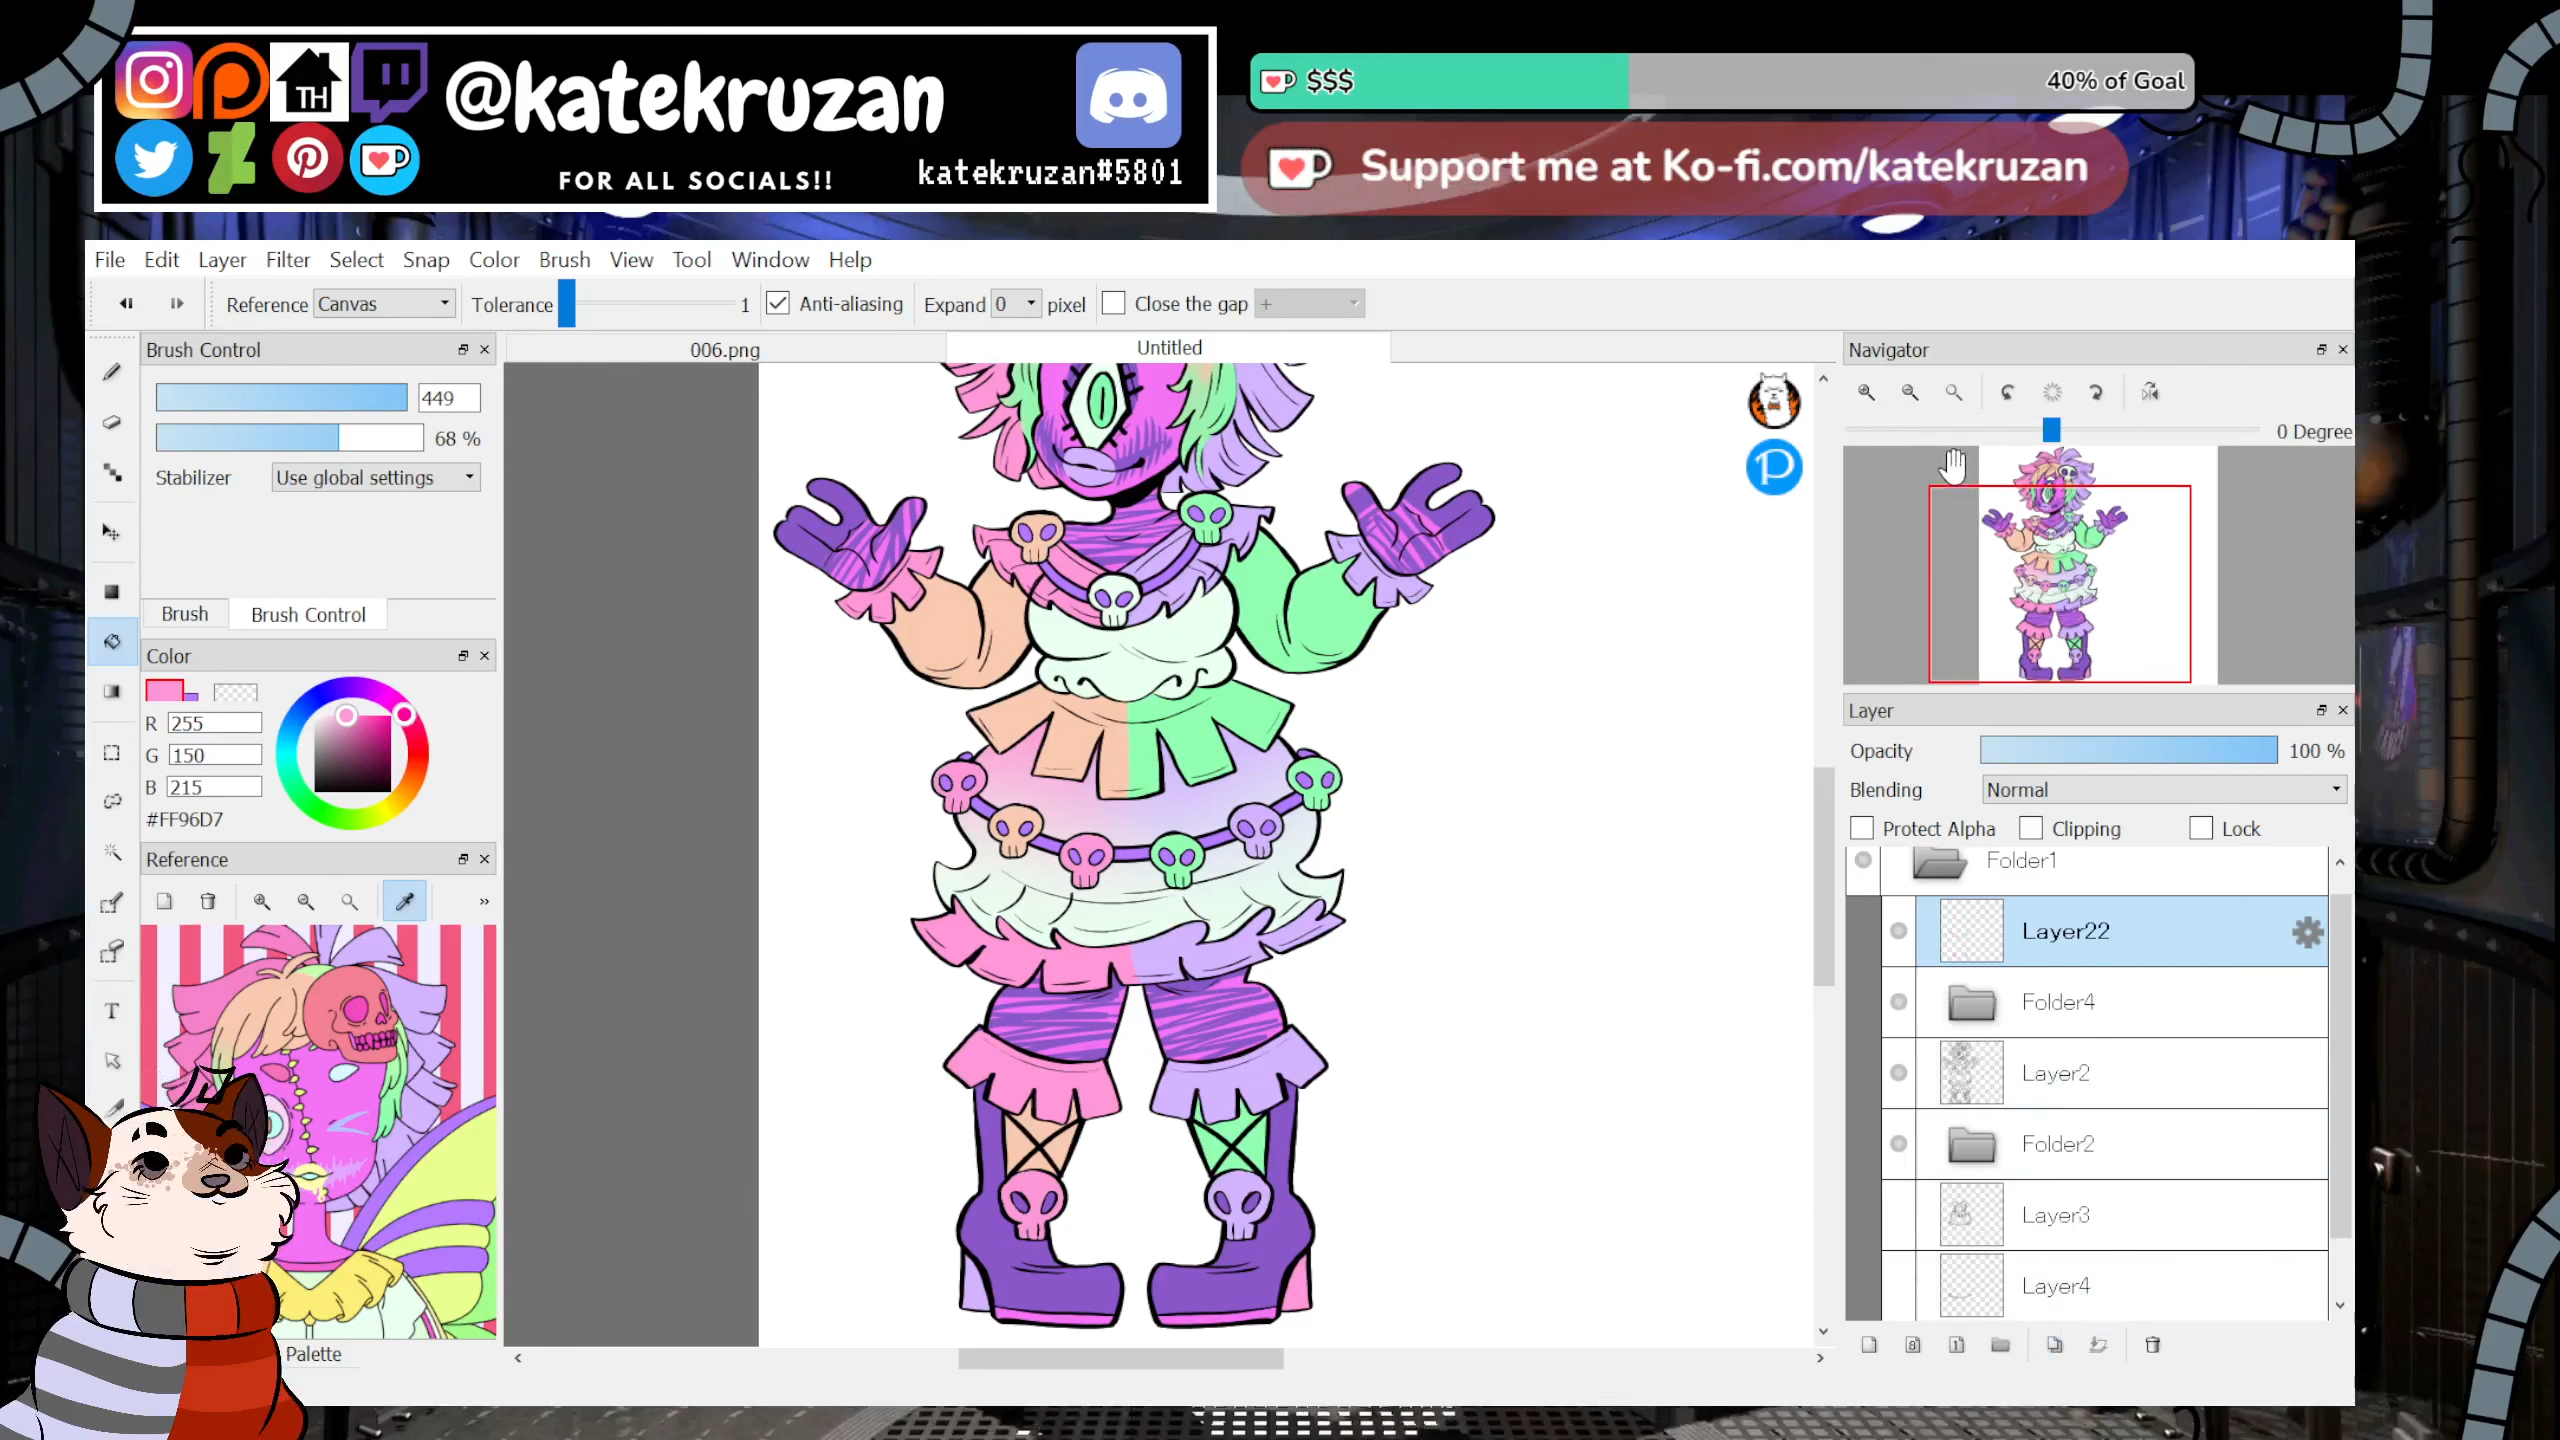 TH
@katekruzan
FOR ALL SOCIALS!!
katekruzan#5801
$$$
40% of Goal
Support me at Ko-fi.com/katekruzan
File Edit Layer Filter Select Snap Color Brush View Tool Window Help
Reference Canvas Tolerance 1 Anti-aliasing Expand 0 pixel Close the gap +
Brush Control
449
68 %
Stabilizer Use global settings
Brush Brush Control
Color
R 255
G 150
B 215
#FF96D7
Reference
»
T
Palette
006.png Untitled
P
Navigator
0 Degree
Layer
Opacity 100 %
Blending Normal
Protect Alpha Clipping Lock
Folder1
Layer22
Folder4
Layer2
Folder2
Layer3
Layer4